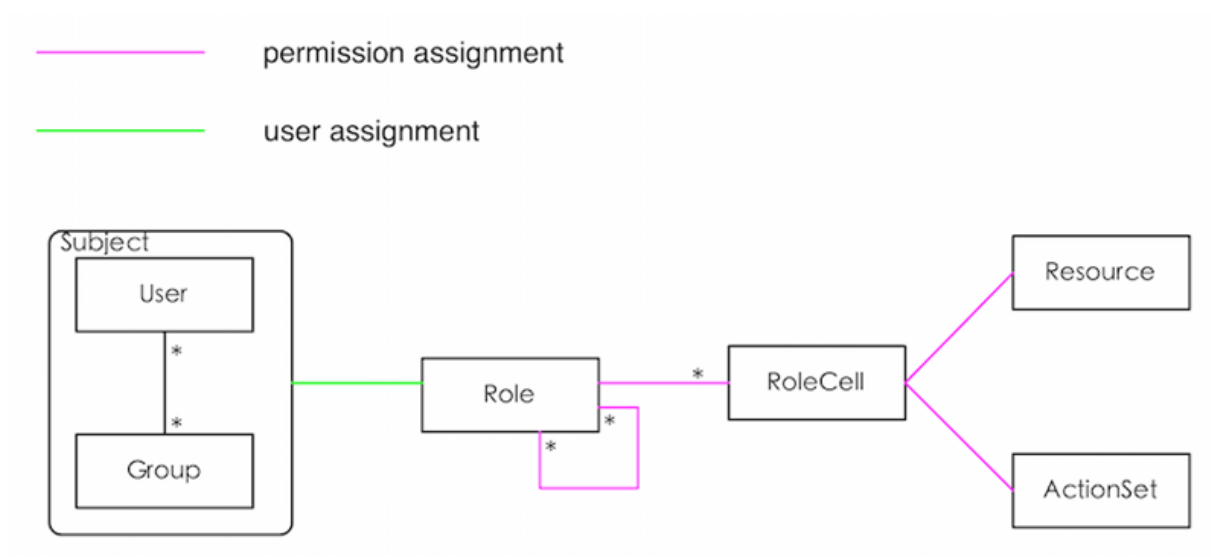 permission assignment
user assignment
Subject
User
*
*
Group
Role
*
*
*
RoleCell
Resource
ActionSet